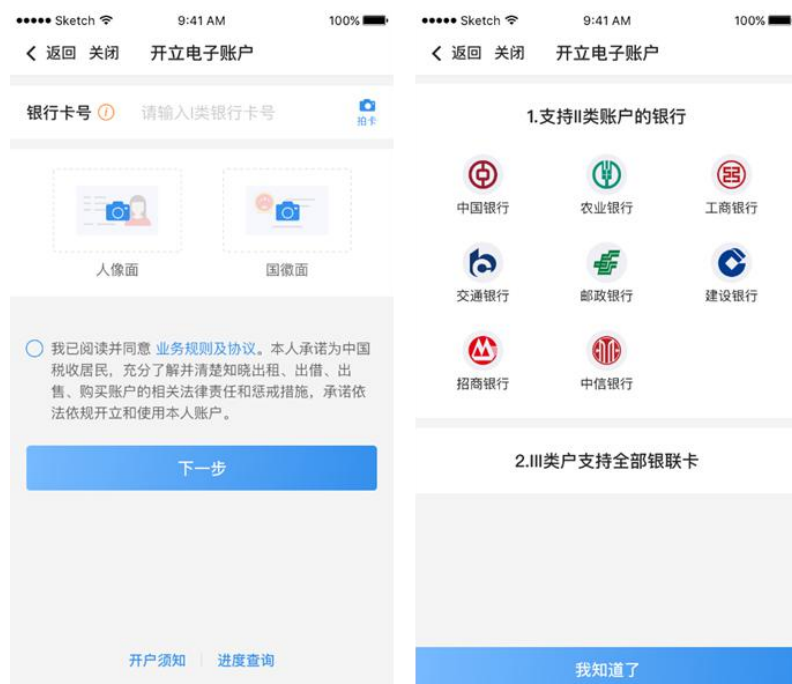 Sketch 9:41 AM 100%
返回 关闭 开立电子账户
银行卡号 请输入I类银行卡号 拍卡
人像面 国徽面
我已阅读并同意 业务规则及协议。本人承诺为中国
税收居民，充分了解并清楚知晓出租、出借、出
售、购买账户的相关法律责任和惩戒措施，承诺依
法依规开立和使用本人账户。
下一步
开户须知 进度查询
Sketch 9:41 AM 100%
返回 关闭 开立电子账户
1.支持II类账户的银行
中国银行 农业银行 工商银行
交通银行 邮政银行 建设银行
招商银行 中信银行
2.III类户支持全部银联卡
我知道了